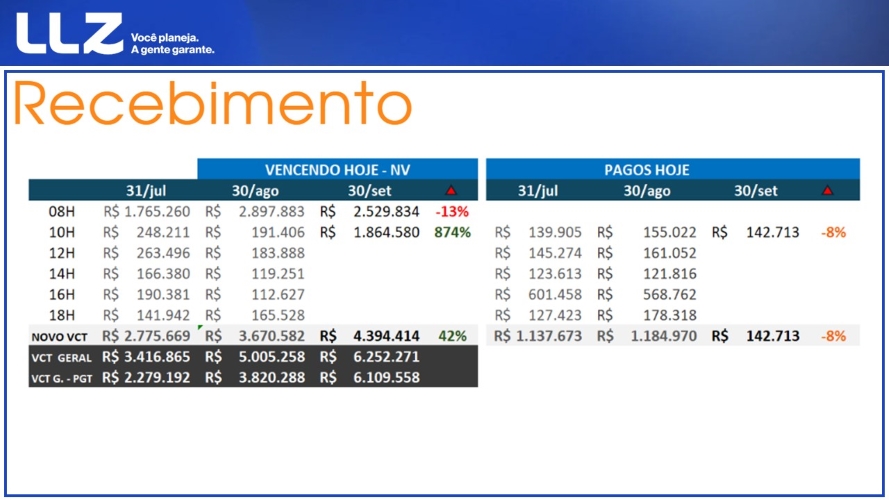 LLZ Você planeja.
A gente garante.
Recebimento
VENCENDO HOJE - NV PAGOS HOJE
31/jul 30/ago 30/set 31/jul 30/ago 30/set
08H R$ 1.765.260 R$ 2.897.883 R$ 2.529.834 -13%
10H R$ 248.211 R$ 191.406 R$ 1.864.580 874% R$ 139.905 R$ 155.022 R$ 142.713 -8%
12H R$ 263.496 R$ 183.888 R$ 145.274 R$ 161.052
14H R$ 166.380 R$ 119.251 R$ 123.613 R$ 121.816
16H R$ 190.381 R$ 112.627 R$ 601.458 R$ 568.762
18H R$ 141.942 R$ 165.528 R$ 127.423 R$ 178.318
NOVO VCT R$ 2.775.669 R$ 3.670.582 R$ 4.394.414 42% R$ 1.137.673 R$ 1.184.970 R$ 142.713 -8%
VCT GERAL R$ 3.416.865 R$ 5.005.258 R$ 6.252.271
VCT G. - PGT R$ 2.279.192 R$ 3.820.288 R$ 6.109.558